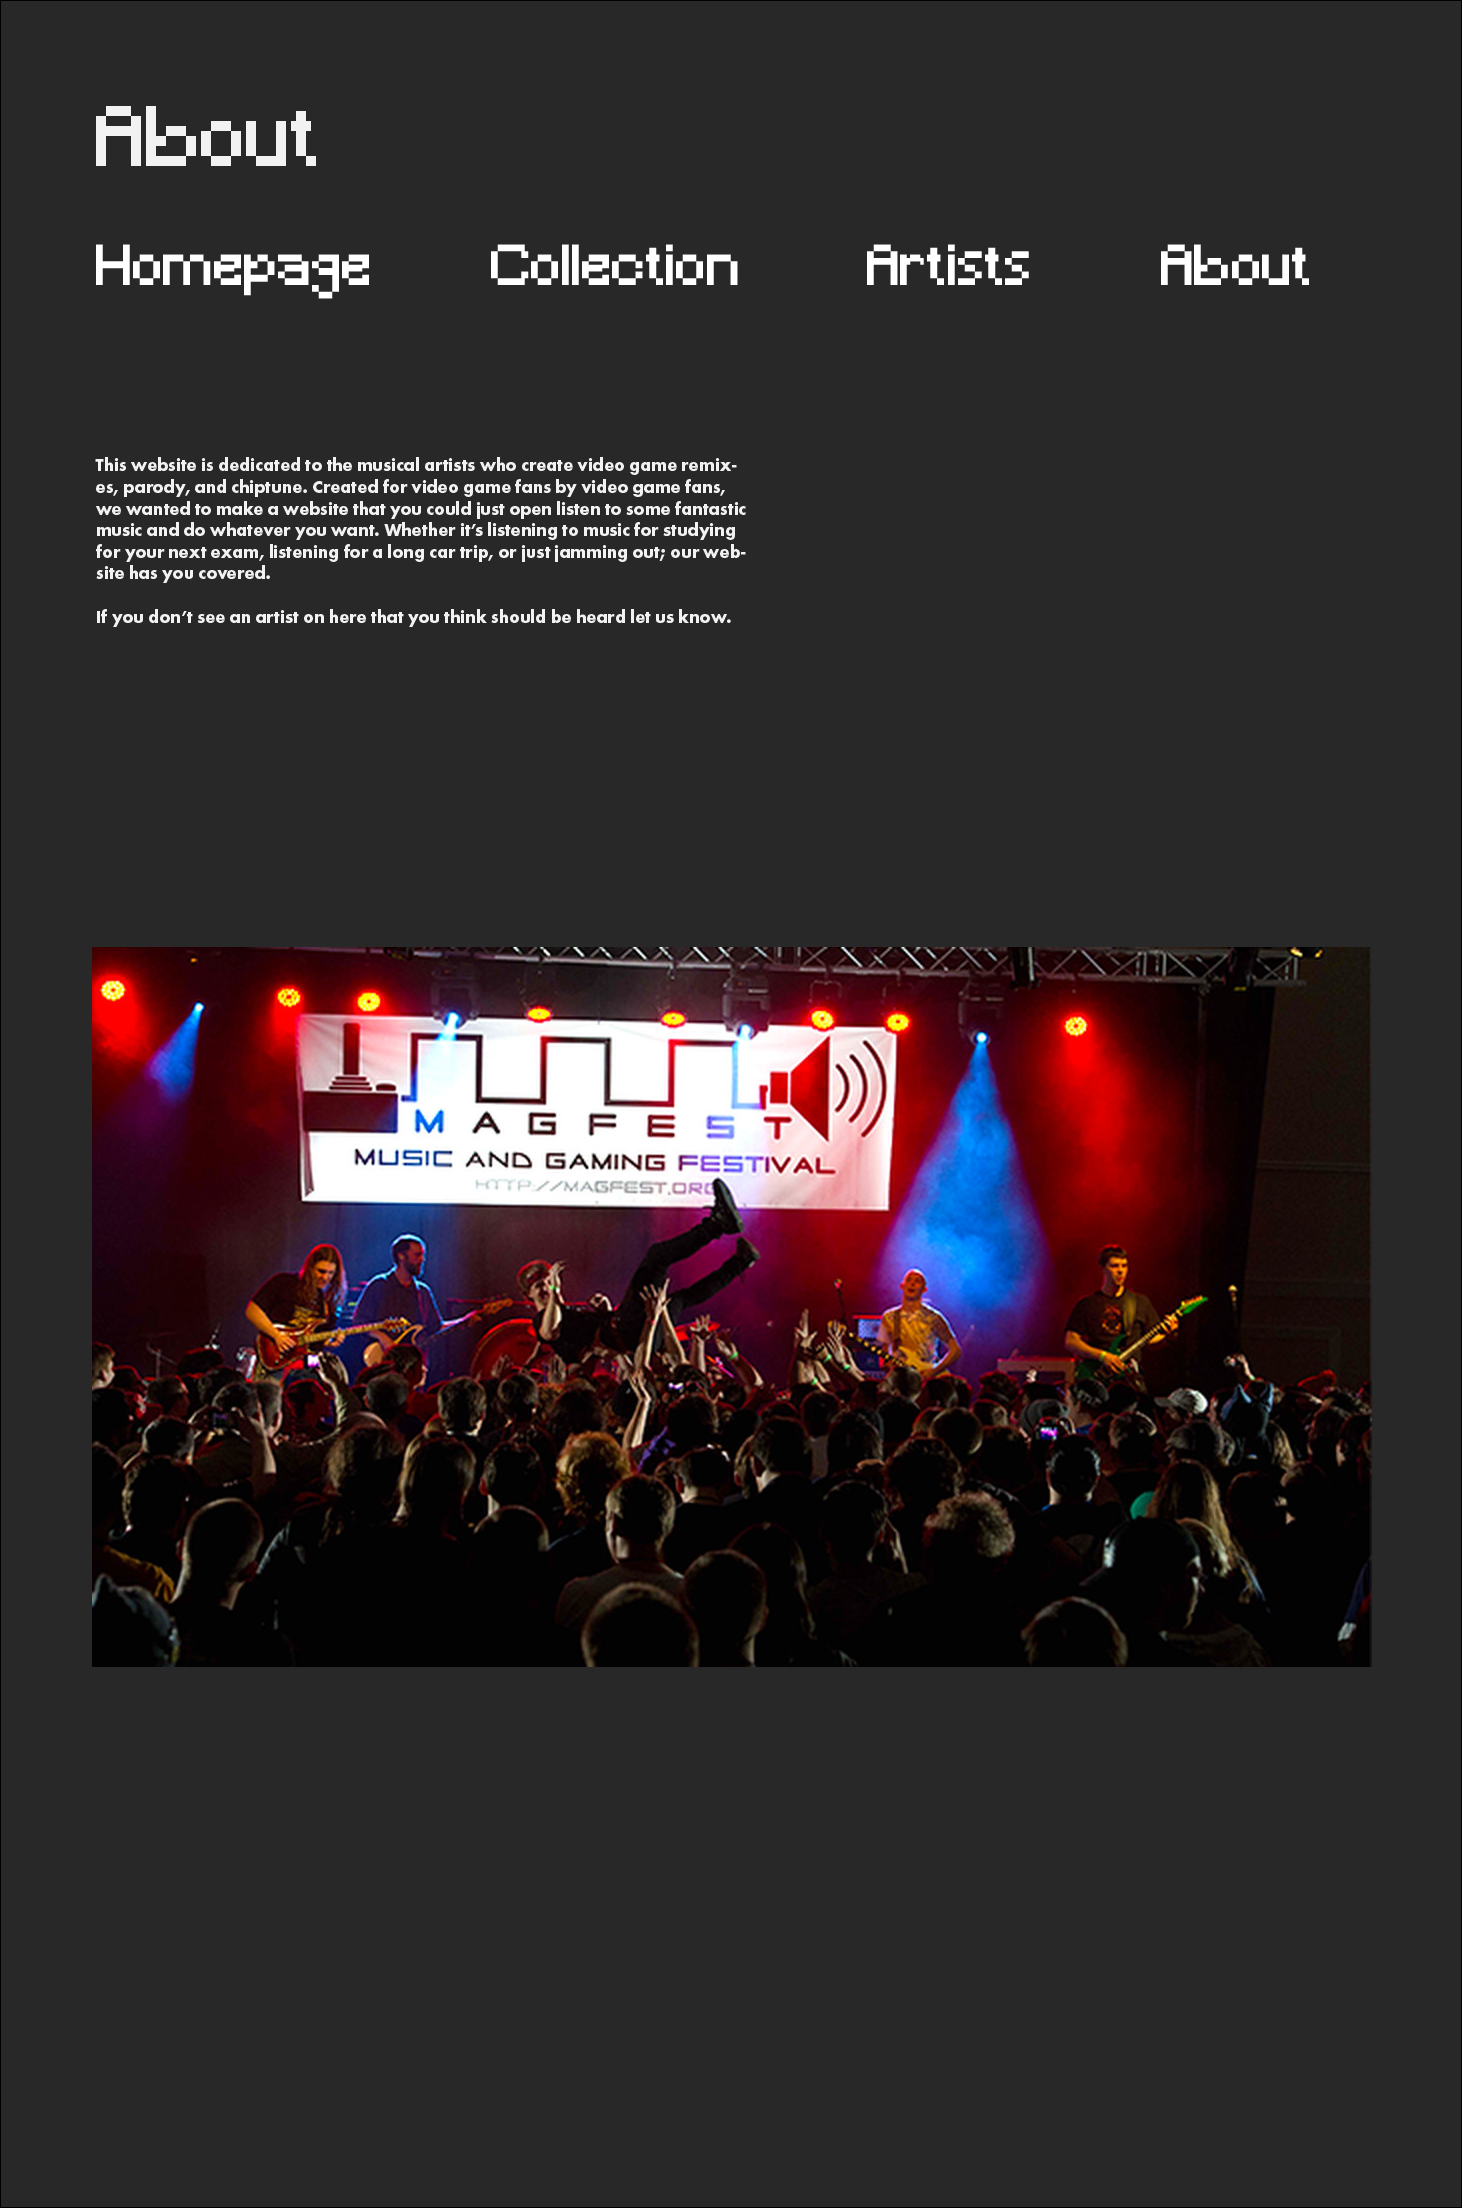 About
Homepage Collection Artists About
This website is dedicated to the musical artists who create video game remix-
es, parody, and chiptune. Created for video game fans by video game fans,
we wanted to make a website that you could just open listen to some fantastic
music and do whatever you want. Whether it’s listening to music for studying
for your next exam, listening for a long car trip, or just jamming out; our web-
site has you covered.
If you don’t see an artist on here that you think should be heard let us know.
MAGFEST
MUSIC AND GAMING FESTIVAL
HTTP://MAGFEST.ORG